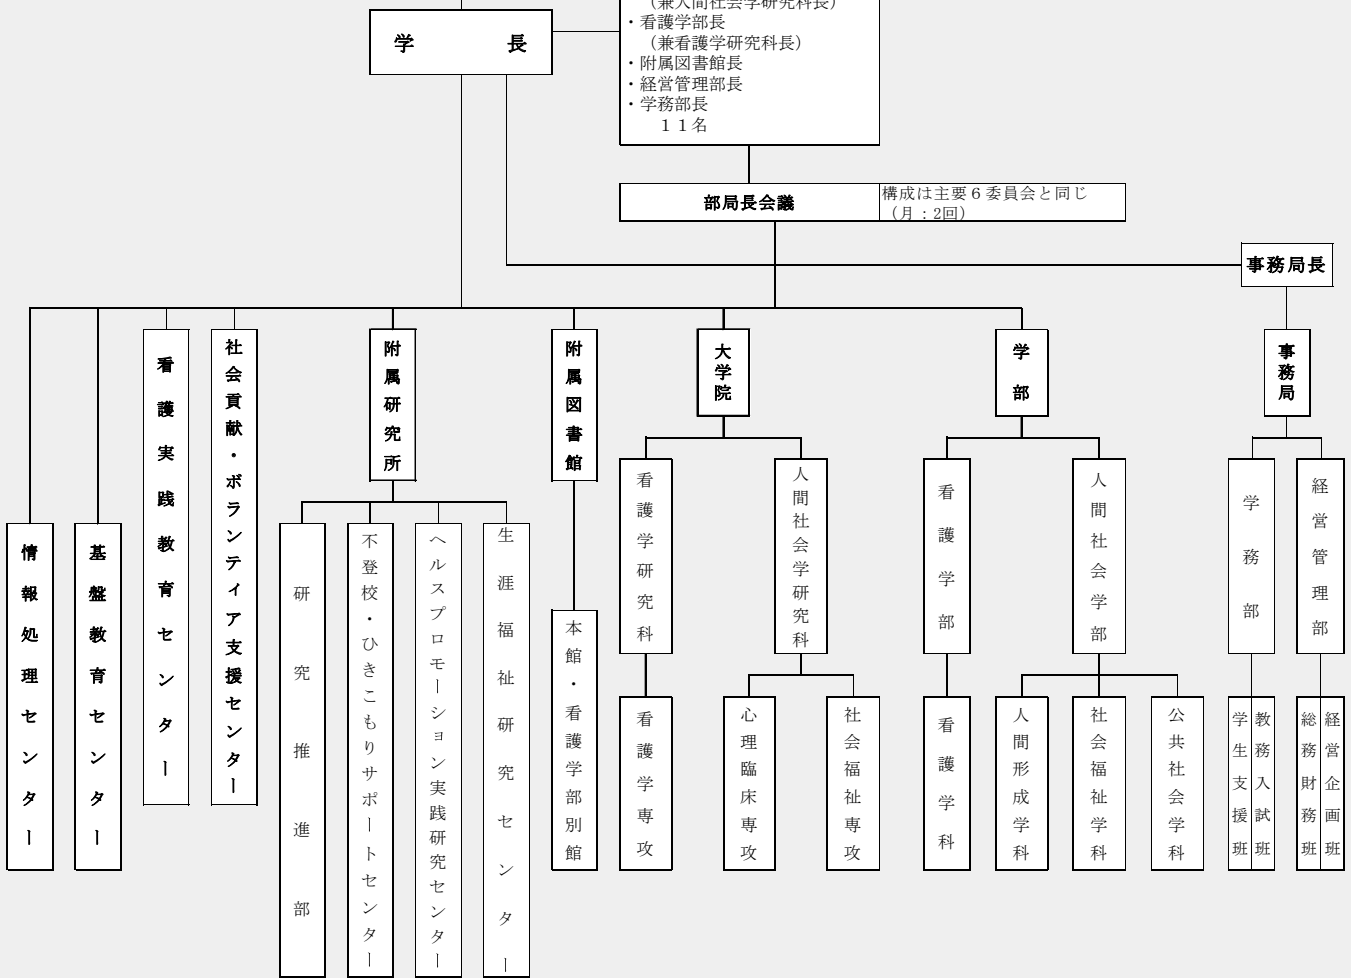 （兼人間社会学研究科長）
・看護学部長
（兼看護学研究科長）
・附属図書館長
・経営管理部長
・学務部長
１１名
学　　長
部局長会議
構成は主要６委員会と同じ
（月：2回）
事務局長
情報処理センター
基盤教育センター
看護実践教育センター
社会貢献・ボランティア支援センター
附属研究所
附属図書館
大学院
学部
事務局
研究推進部
不登校・ひきこもりサポートセンター
ヘルスプロモーション実践研究センター
生涯福祉研究センター
本館・看護学部別館
看護学研究科
人間社会学研究科
看護学部
人間社会学部
学務部
経営管理部
看護学専攻
心理臨床専攻
社会福祉専攻
看護学科
人間形成学科
社会福祉学科
公共社会学科
学生支援班
教務入試班
総務財務班
経営企画班